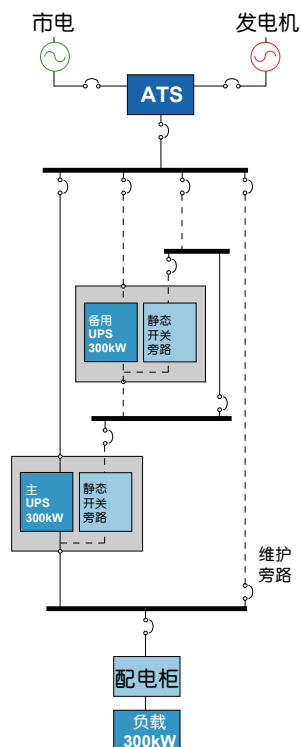 市电
发电机
ATS
备用
UPS
300kW
静态
开关
旁路
主
UPS
300kW
静态
开关
旁路
维护
旁路
配电柜
负载
300kW